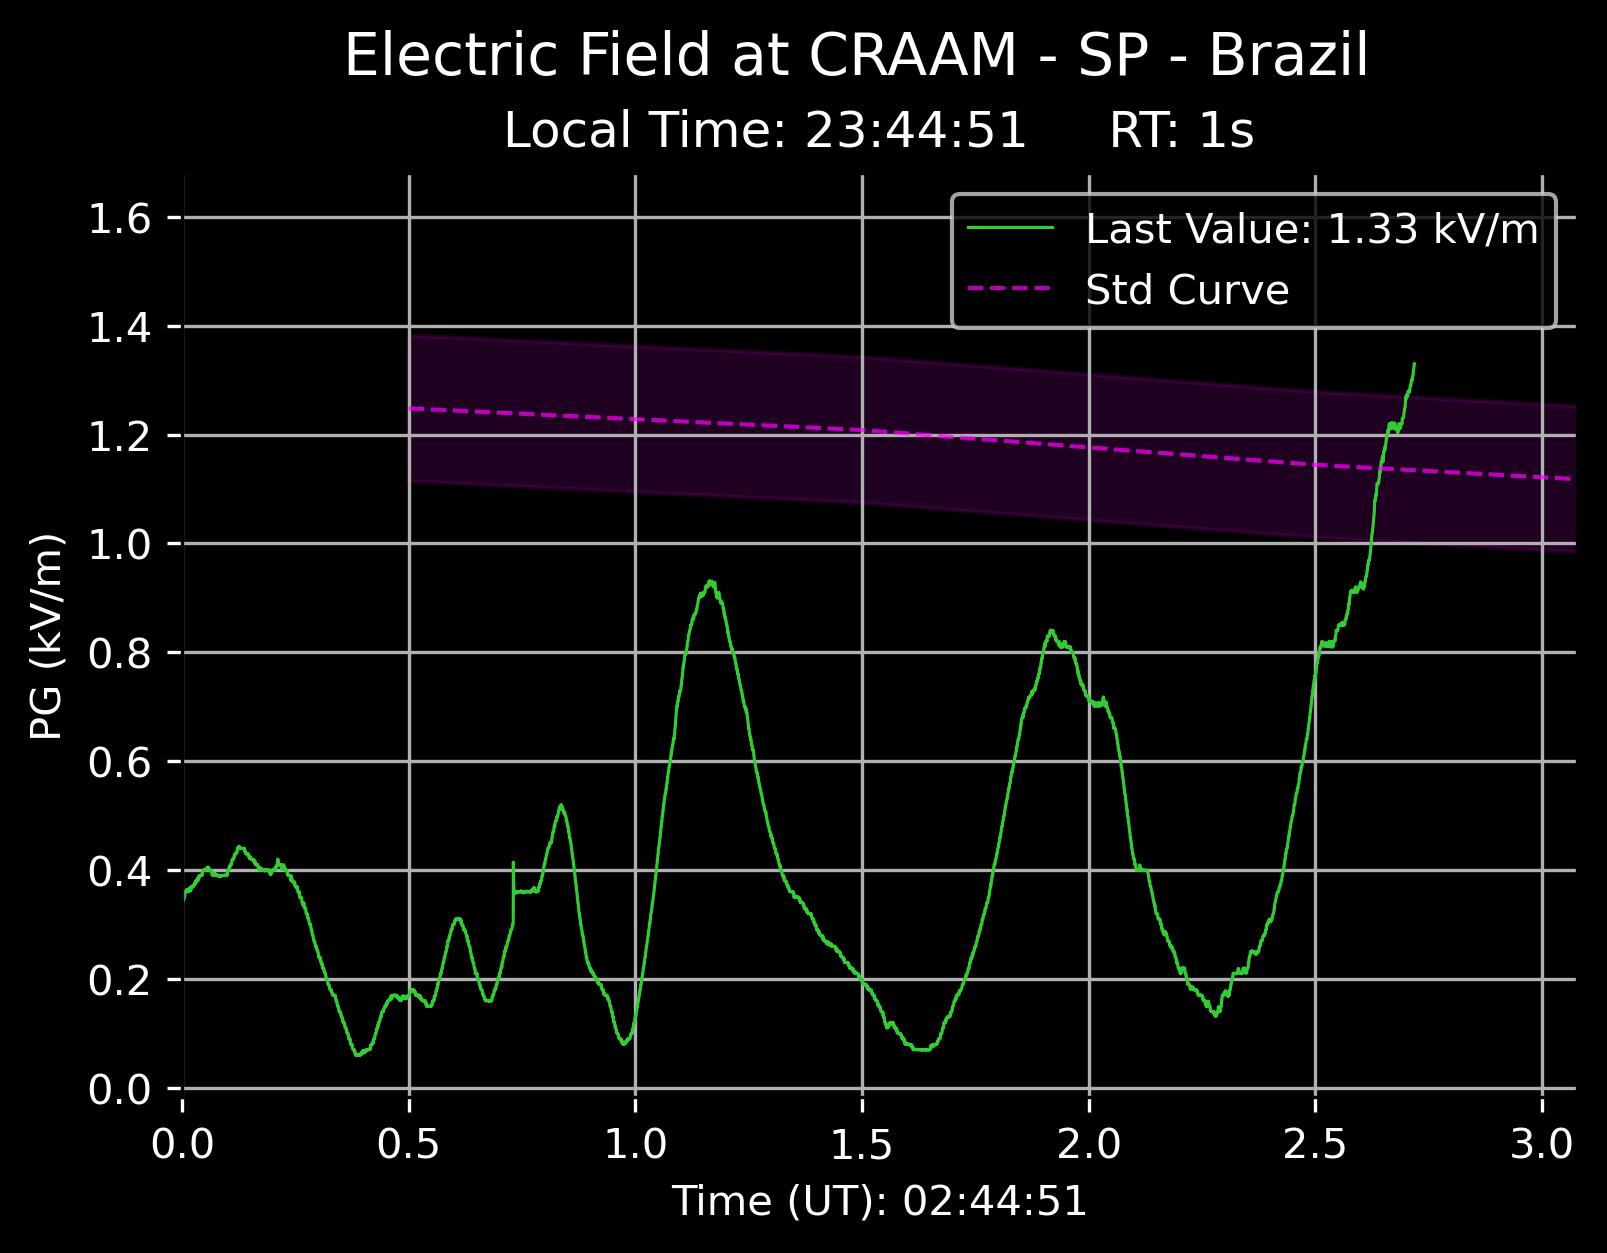 Electric Field at CRAAM - SP - Brazil
Local Time: 23:44:51 RT: 1s
Last Value: 1.33 kV/m
Std Curve
PG (kV/m)
1.6
1.4
1.2
1.0
0.8
0.6
0.4
0.2
0.0
0.0 0.5 1.0 1.5 2.0 2.5 3.0
Time (UT): 02:44:51